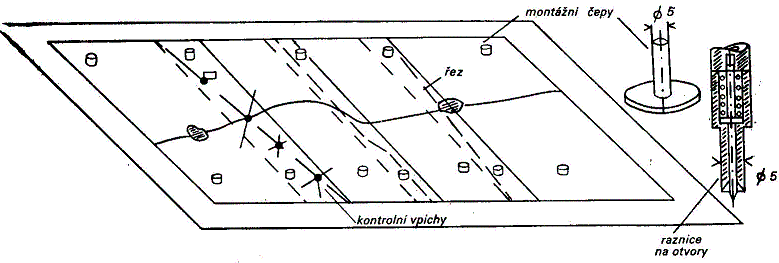 montážní čepy
ϕ 5
řez
ϕ 5
kontrolní vpichy
raznice
na otvory